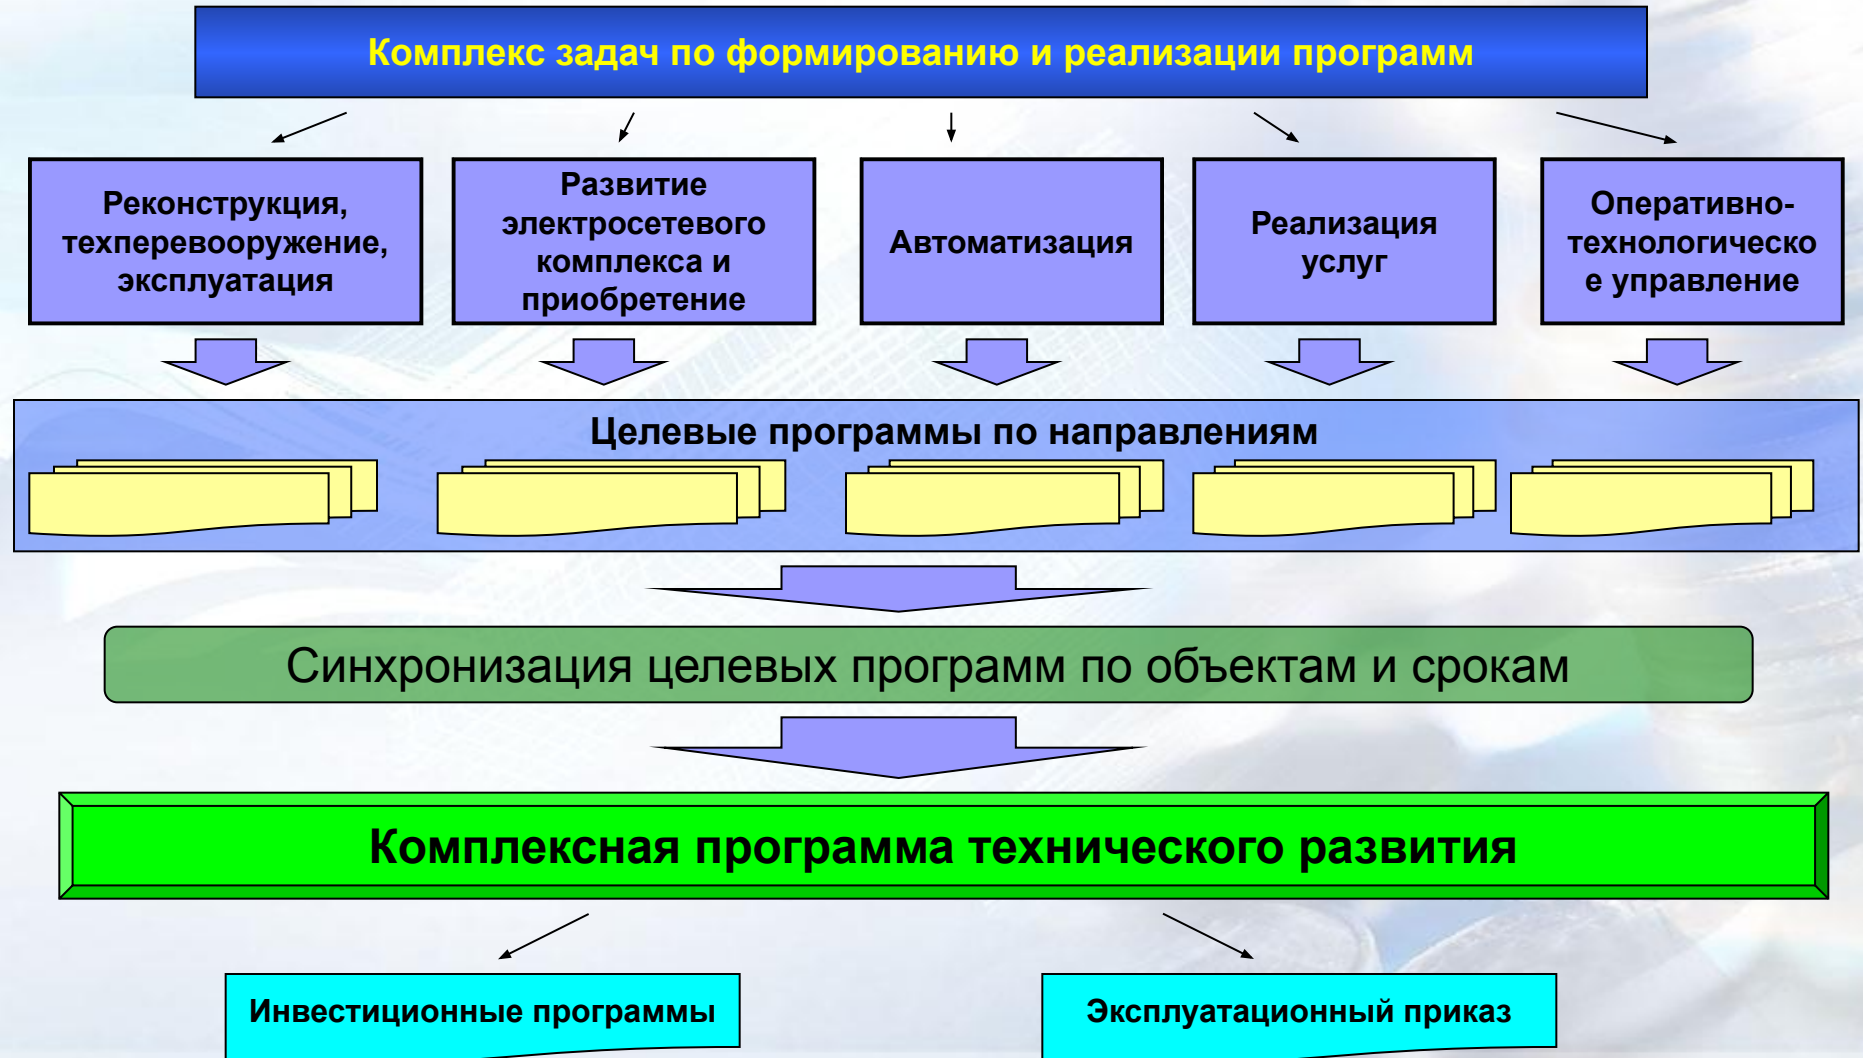 Комплекс задач по формированию и реализации программ
Реконструкция,
техперевооружение,
эксплуатация
Развитие
электросетевого
комплекса и
приобретение
Автоматизация
Реализация
услуг
Оперативно-
технологическо
е управление
Целевые программы по направлениям
Синхронизация целевых программ по объектам и срокам
Комплексная программа технического развития
Инвестиционные программы
Эксплуатационный приказ